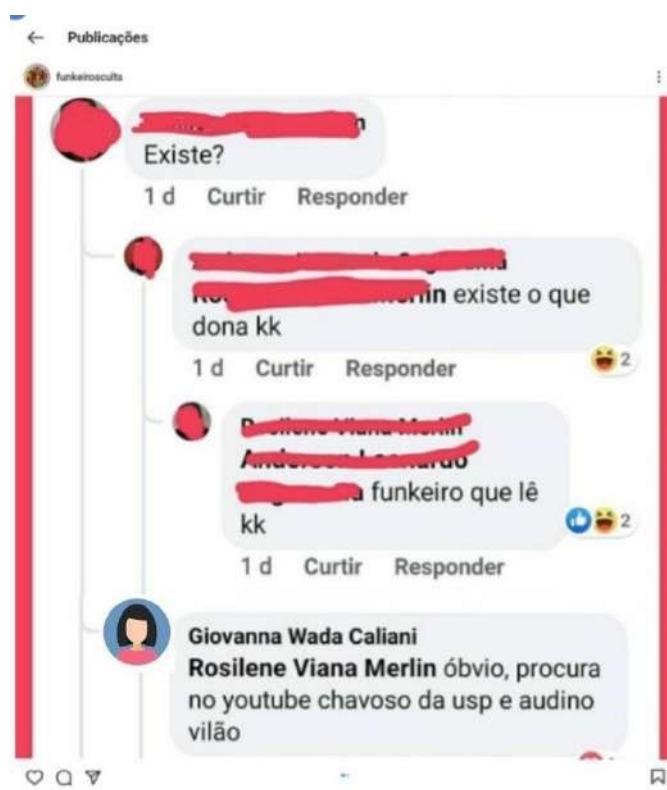 Publicações
funkeirosculta
Existe?
1 d Curtir Responder
existe o que
dona kk
2
1 d Curtir Responder
funkeiro que lê
kk
2
1 d Curtir Responder
Giovanna Wada Caliani
Rosilene Viana Merlin óbvio, procura
no youtube chavoso da usp e audino
vilão